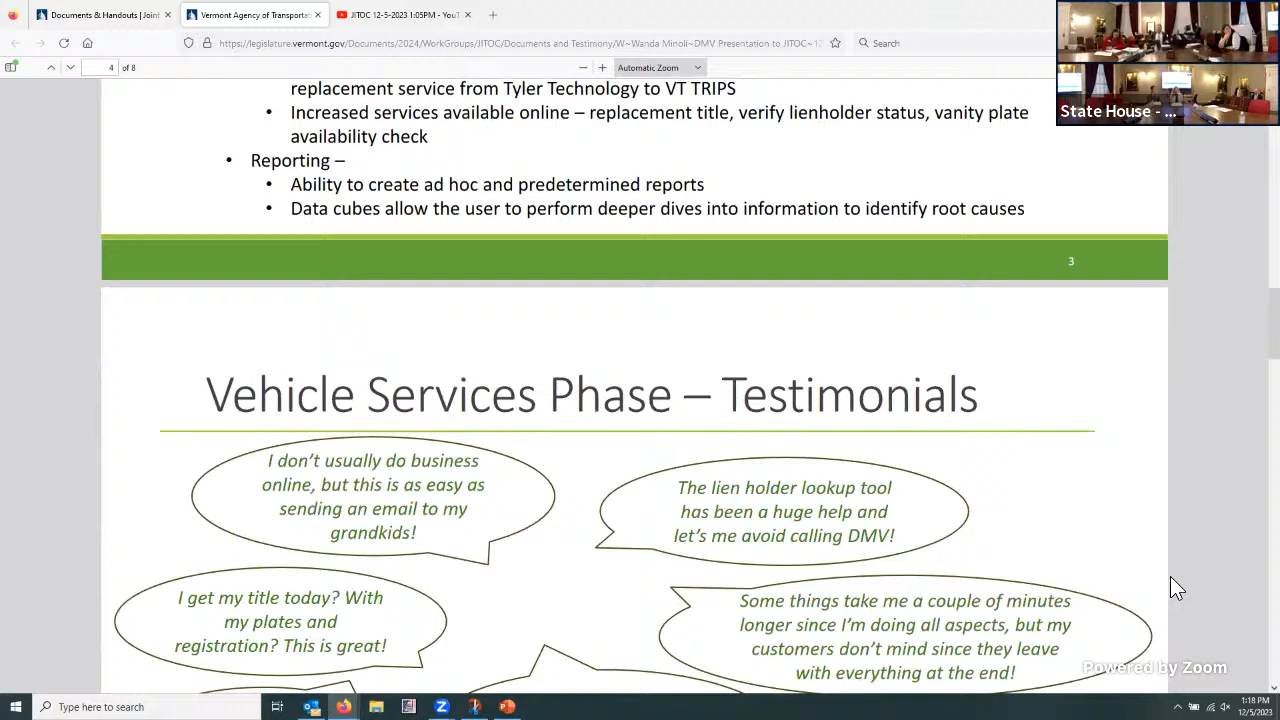 Documents & Handouts | Joint
Vermont Agency of Transportat
JITOC 12-5-2023 1:05PM - YouT
https://legislature.vermont.gov/Doc
Documents and Testimony/W~Wanda Minoli~DMV Presentation to JITOC~12
Search
4 of 8
Automatic Zoom
State House - ...
replacement service from Tyler Technology to VT TRIPS
• Increased services available online – replacement title, verify lienholder status, vanity plate
availability check
• Reporting –
• Ability to create ad hoc and predetermined reports
• Data cubes allow the user to perform deeper dives into information to identify root causes
3
Vehicle Services Phase – Testimonials
I don't usually do business
online, but this is as easy as
sending an email to my
grandkids!
The lien holder lookup tool
has been a huge help and
let's me avoid calling DMV!
I get my title today? With
my plates and
registration? This is great!
Some things take me a couple of minutes
longer since I'm doing all aspects, but my
customers don't mind since they leave
with everything at the end!
Powered by Zoom
Type here to search
1:18 PM
12/5/2023